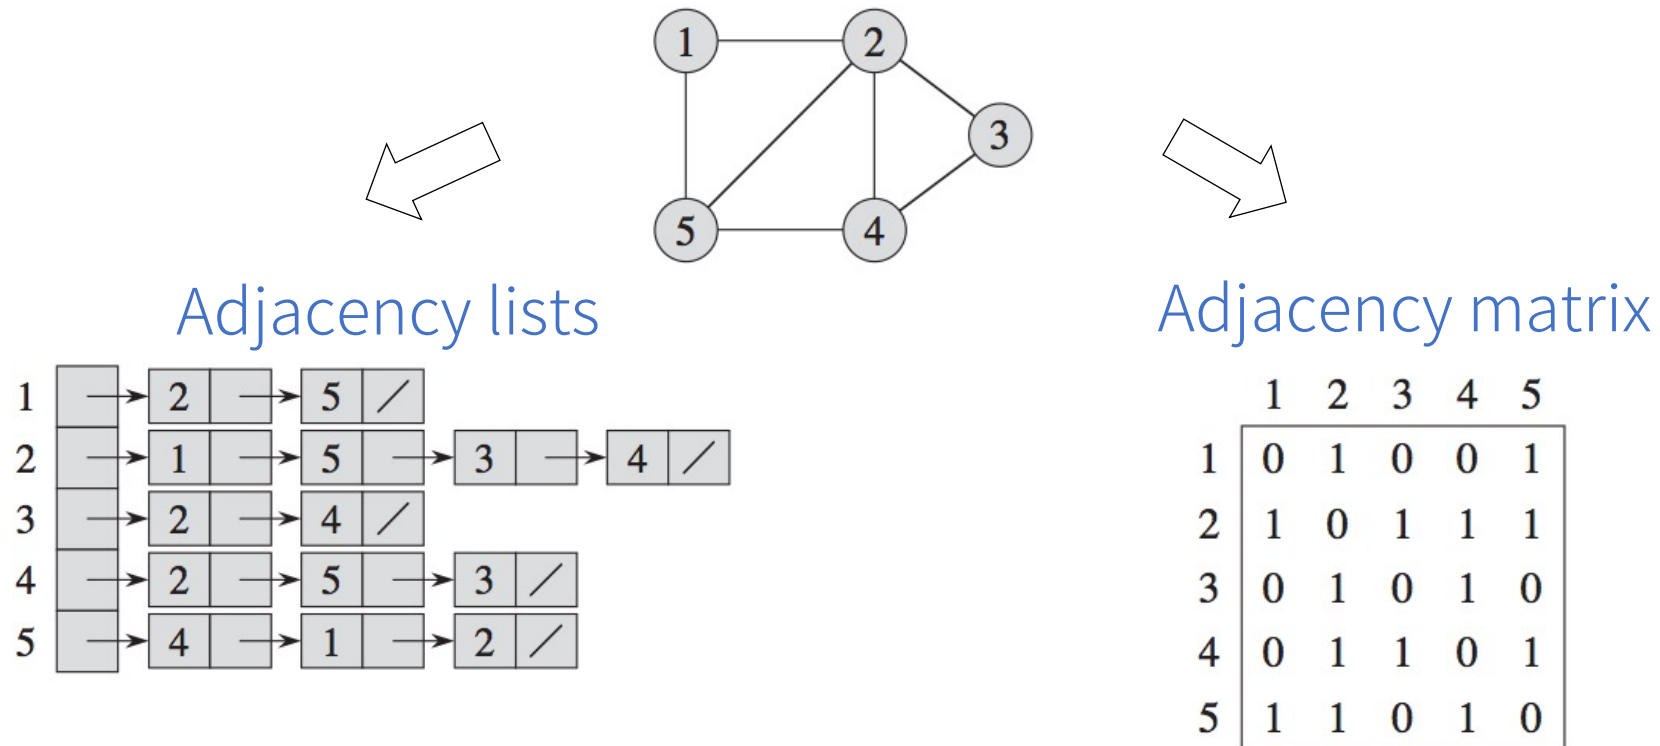 1 2
3
5 4
Adjacency lists
1 2 5 /
2 1 5 3 4 /
3 2 4 /
4 2 5 3 /
5 4 1 2 /
Adjacency matrix
1 2 3 4 5
1 0 1 0 0 1
2 1 0 1 1 1
3 0 1 0 1 0
4 0 1 1 0 1
5 1 1 0 1 0